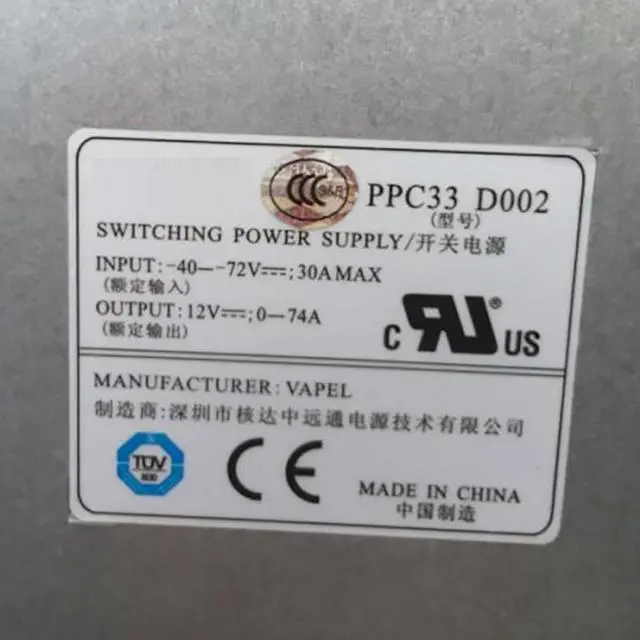 PPC33 D002
(型号)
SWITCHING POWER SUPPLY/开关电源
INPUT:-40—-72V⎓;30AMAX
(额定输入)
OUTPUT:12V⎓;0—74A
(额定输出)
c RU US
MANUFACTURER:VAPEL
制造商:深圳市核达中远通电源技术有限公司
TÜV
CE
MADE IN CHINA
中国制造